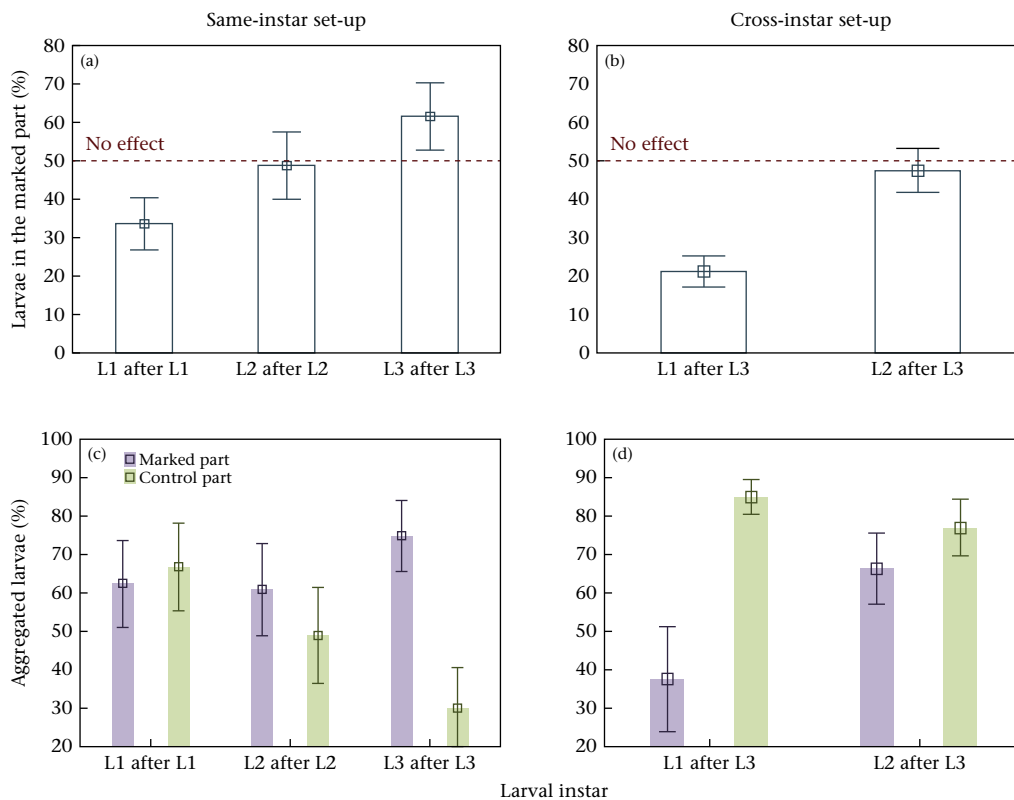 Same-instar set-up
Cross-instar set-up
Larvae in the marked part (%)
80
70
60
50
40
30
20
10
0
(a)
No effect
L1 after L1
L2 after L2
L3 after L3
80
70
60
50
40
30
20
10
0
(b)
No effect
L1 after L3
L2 after L3
Aggregated larvae (%)
100
90
80
70
60
50
40
30
20
(c)
Marked part
Control part
L1 after L1
L2 after L2
L3 after L3
100
90
80
70
60
50
40
30
20
(d)
L1 after L3
L2 after L3
Larval instar